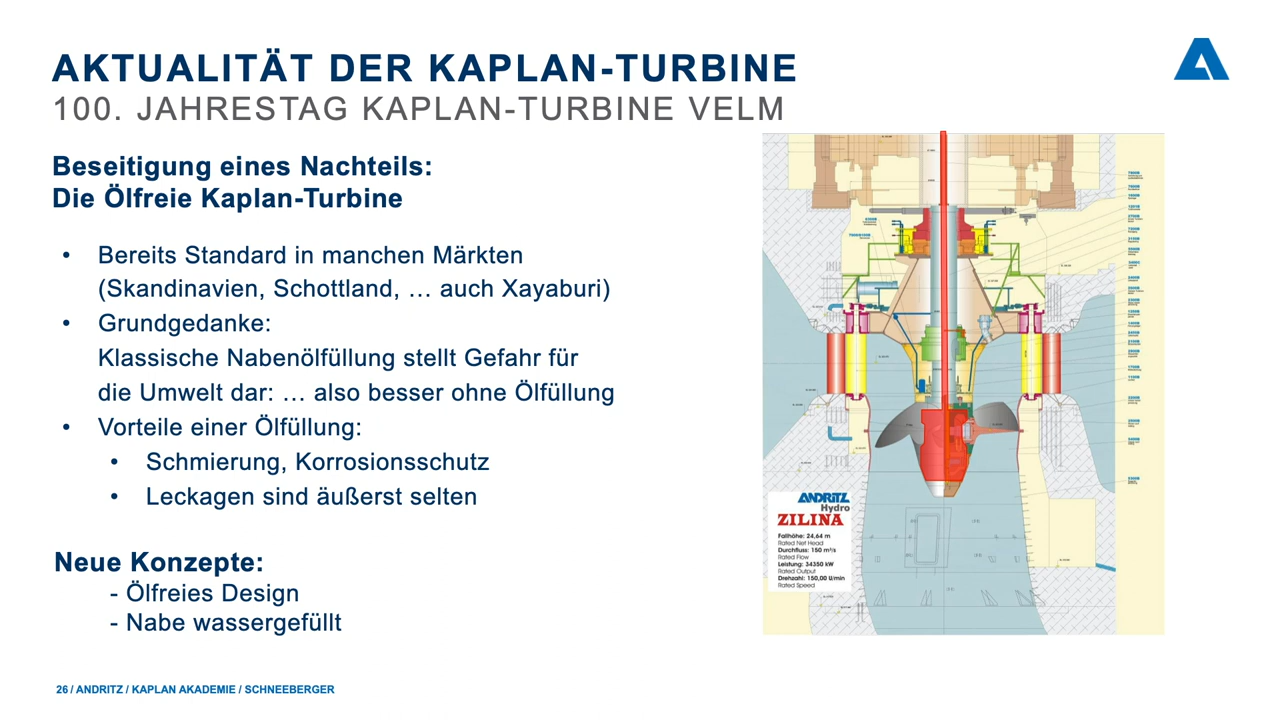 AKTUALITÄT DER KAPLAN-TURBINE
100. JAHRESTAG KAPLAN-TURBINE VELM
Beseitigung eines Nachteils:
Die Ölfreie Kaplan-Turbine
• Bereits Standard in manchen Märkten
(Skandinavien, Schottland, … auch Xayaburi)
• Grundgedanke:
Klassische Nabenölfüllung stellt Gefahr für
die Umwelt dar: … also besser ohne Ölfüllung
• Vorteile einer Ölfüllung:
• Schmierung, Korrosionsschutz
• Leckagen sind äußerst selten
Neue Konzepte:
- Ölfreies Design
- Nabe wassergefüllt
ANDRITZ
Hydro
ZILINA
Fallhöhe: 24,64 m
Rated Net Head
Durchfluss: 150 m³/s
Rated Flow
Leistung: 34350 kW
Rated Output
Drehzahl: 150,00 U/min
Rated Speed
26 / ANDRITZ / KAPLAN AKADEMIE / SCHNEEBERGER